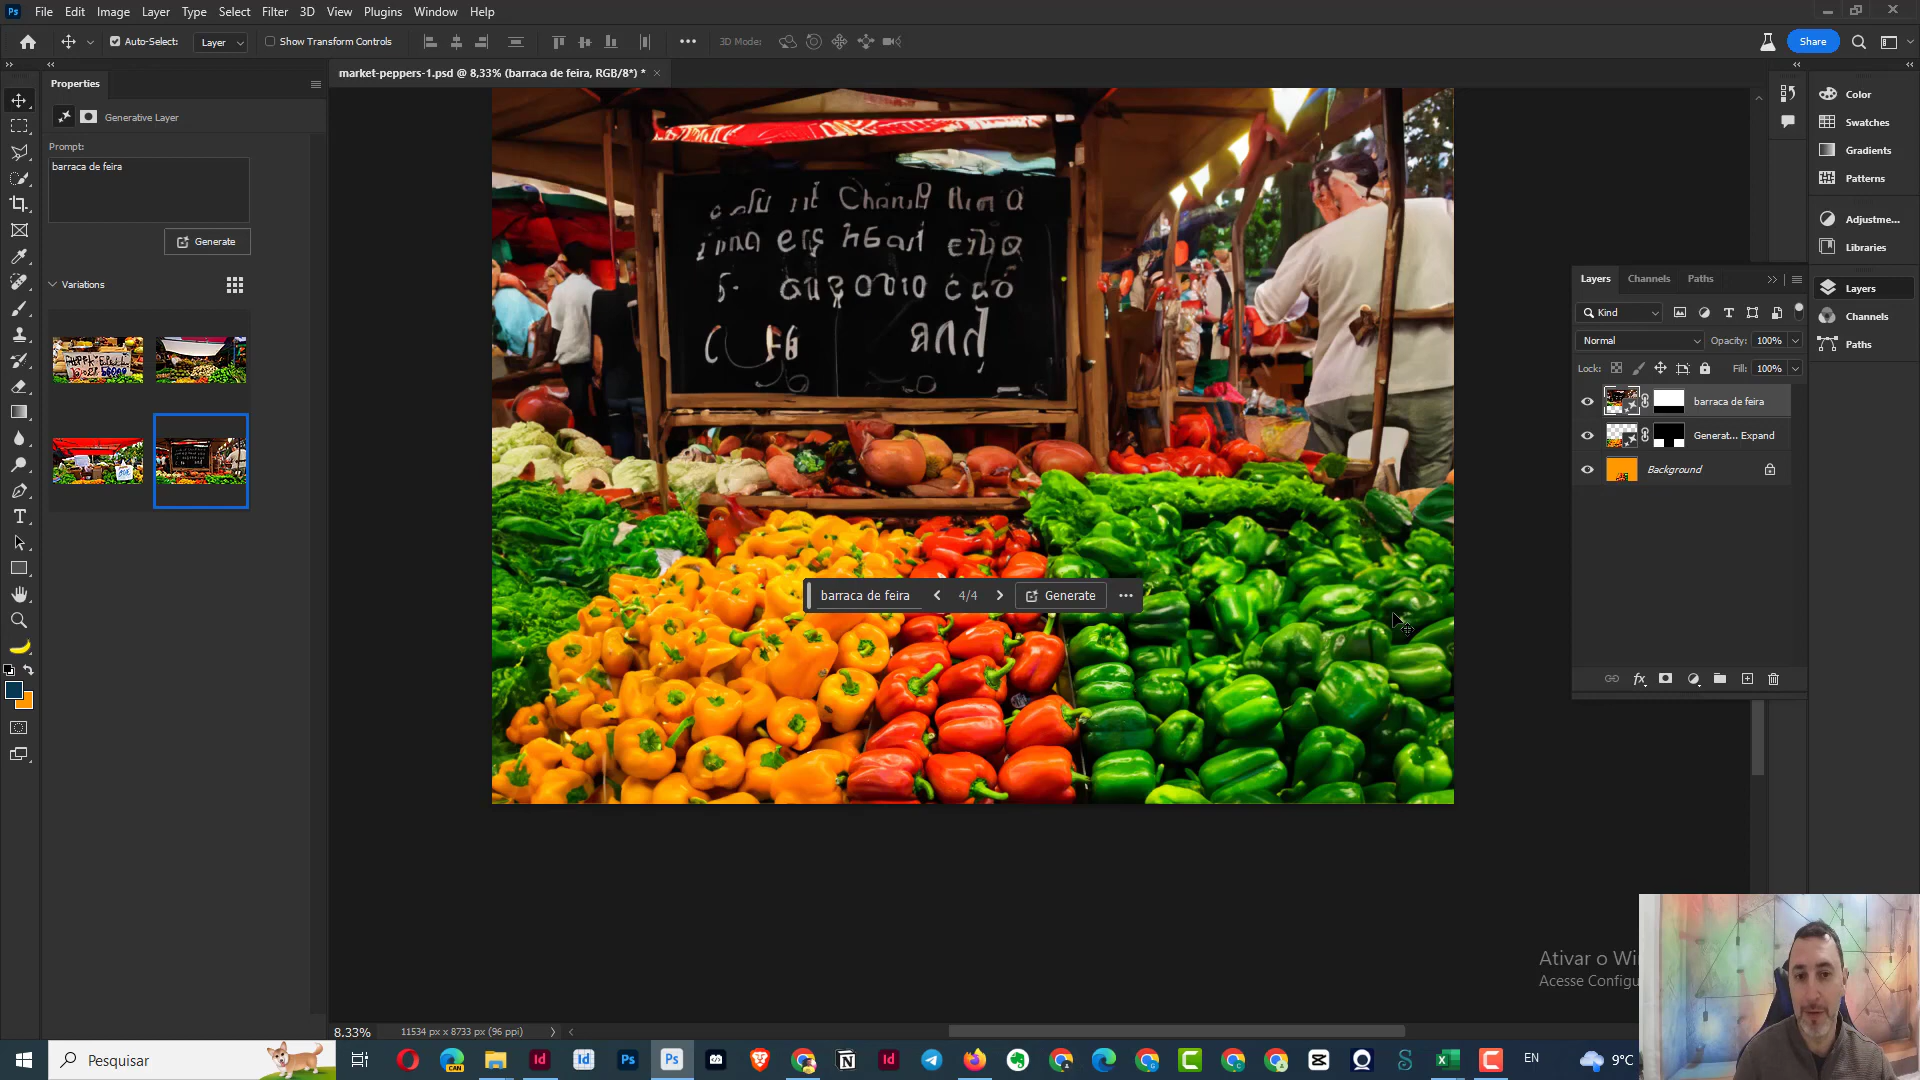 File Edit Image Layer Type Select Filter 3D View Plugins Window Help
Auto-Select: Layer Show Transform Controls 3D Mode: Share
Properties
market-peppers-1.psd @ 8,33% (barraca de feira, RGB/8*) *
Generative Layer
Prompt:
barraca de feira
Generate
Variations
barraca de feira 4/4 Generate
Color
Swatches
Gradients
Patterns
Adjustme...
Libraries
Layers
Channels
Paths
Layers Channels Paths
Kind
Normal Opacity: 100%
Lock: Fill: 100%
barraca de feira
Generat... Expand
Background
Ativar o Wi
Acesse Configu
8.33% 11534 px x 8733 px (96 ppi)
Pesquisar
EN
9°C